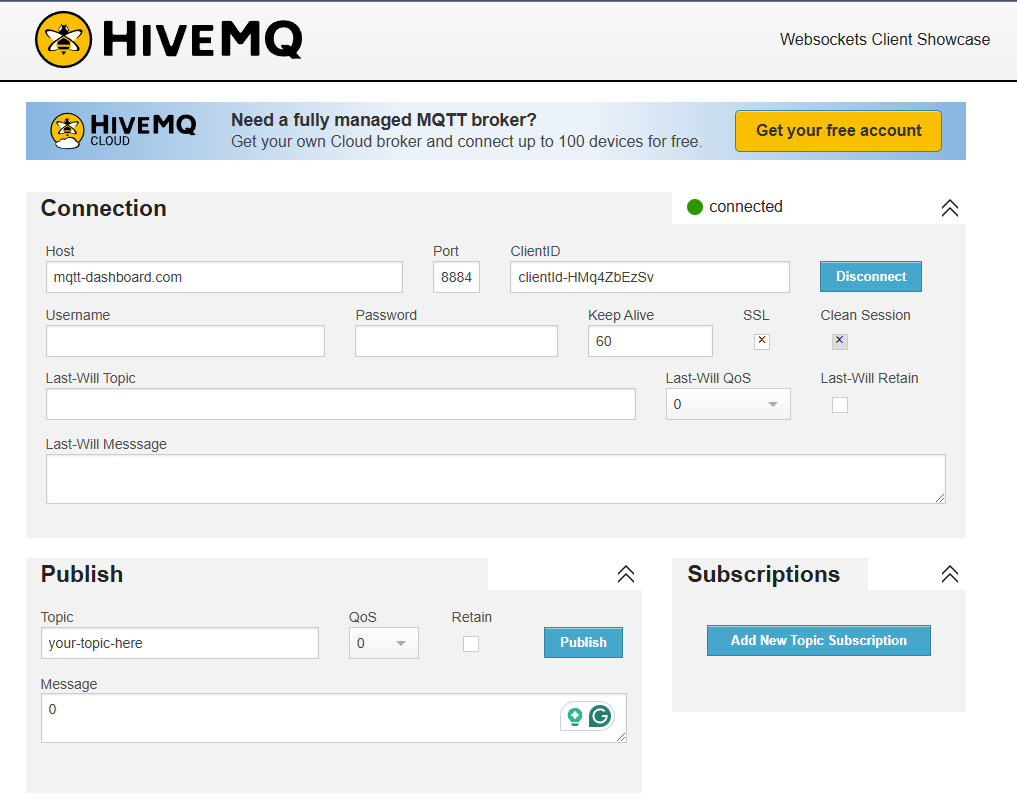 HIVEMQ
Websockets Client Showcase
HIVEMQ
CLOUD
Need a fully managed MQTT broker?
Get your own Cloud broker and connect up to 100 devices for free.
Get your free account
Connection
connected
Host
Port
ClientID
mqtt-dashboard.com
8884
clientId-HMq4ZbEzSv
Disconnect
Username
Password
Keep Alive
SSL
Clean Session
60
Last-Will Topic
Last-Will QoS
Last-Will Retain
0
Last-Will Messsage
Publish
Topic
QoS
Retain
your-topic-here
0
Publish
Message
0
Subscriptions
Add New Topic Subscription